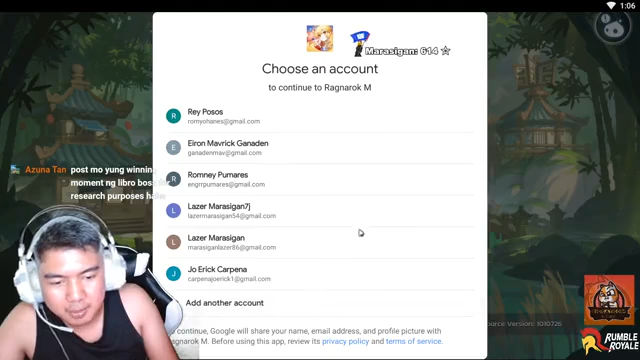 1:06
Marasigan: 614 ☆
Choose an account
to continue to Ragnarok M
R
Rey Posos
romyohanes@gmail.com
E
Eiron Mavrick Ganaden
ganadenmav@gmail.com
R
Romney Pumares
engrrpumares@gmail.com
L
Lazer Marasigan7j
lazermarasigan54@gmail.com
L
Lazer Marasigan
marasiganlazer86@gmail.com
J
Jo Erick Carpena
carpenajoerick1@gmail.com
Add another account
continue, Google will share your name, email address, and profile picture with
agnarok M. Before using this app, review its privacy policy and terms of service.
Azuna Tan post mo yung winning
moment ng libro boss
research purposes
ource Version: 1010726
RUMBLE
ROYALE